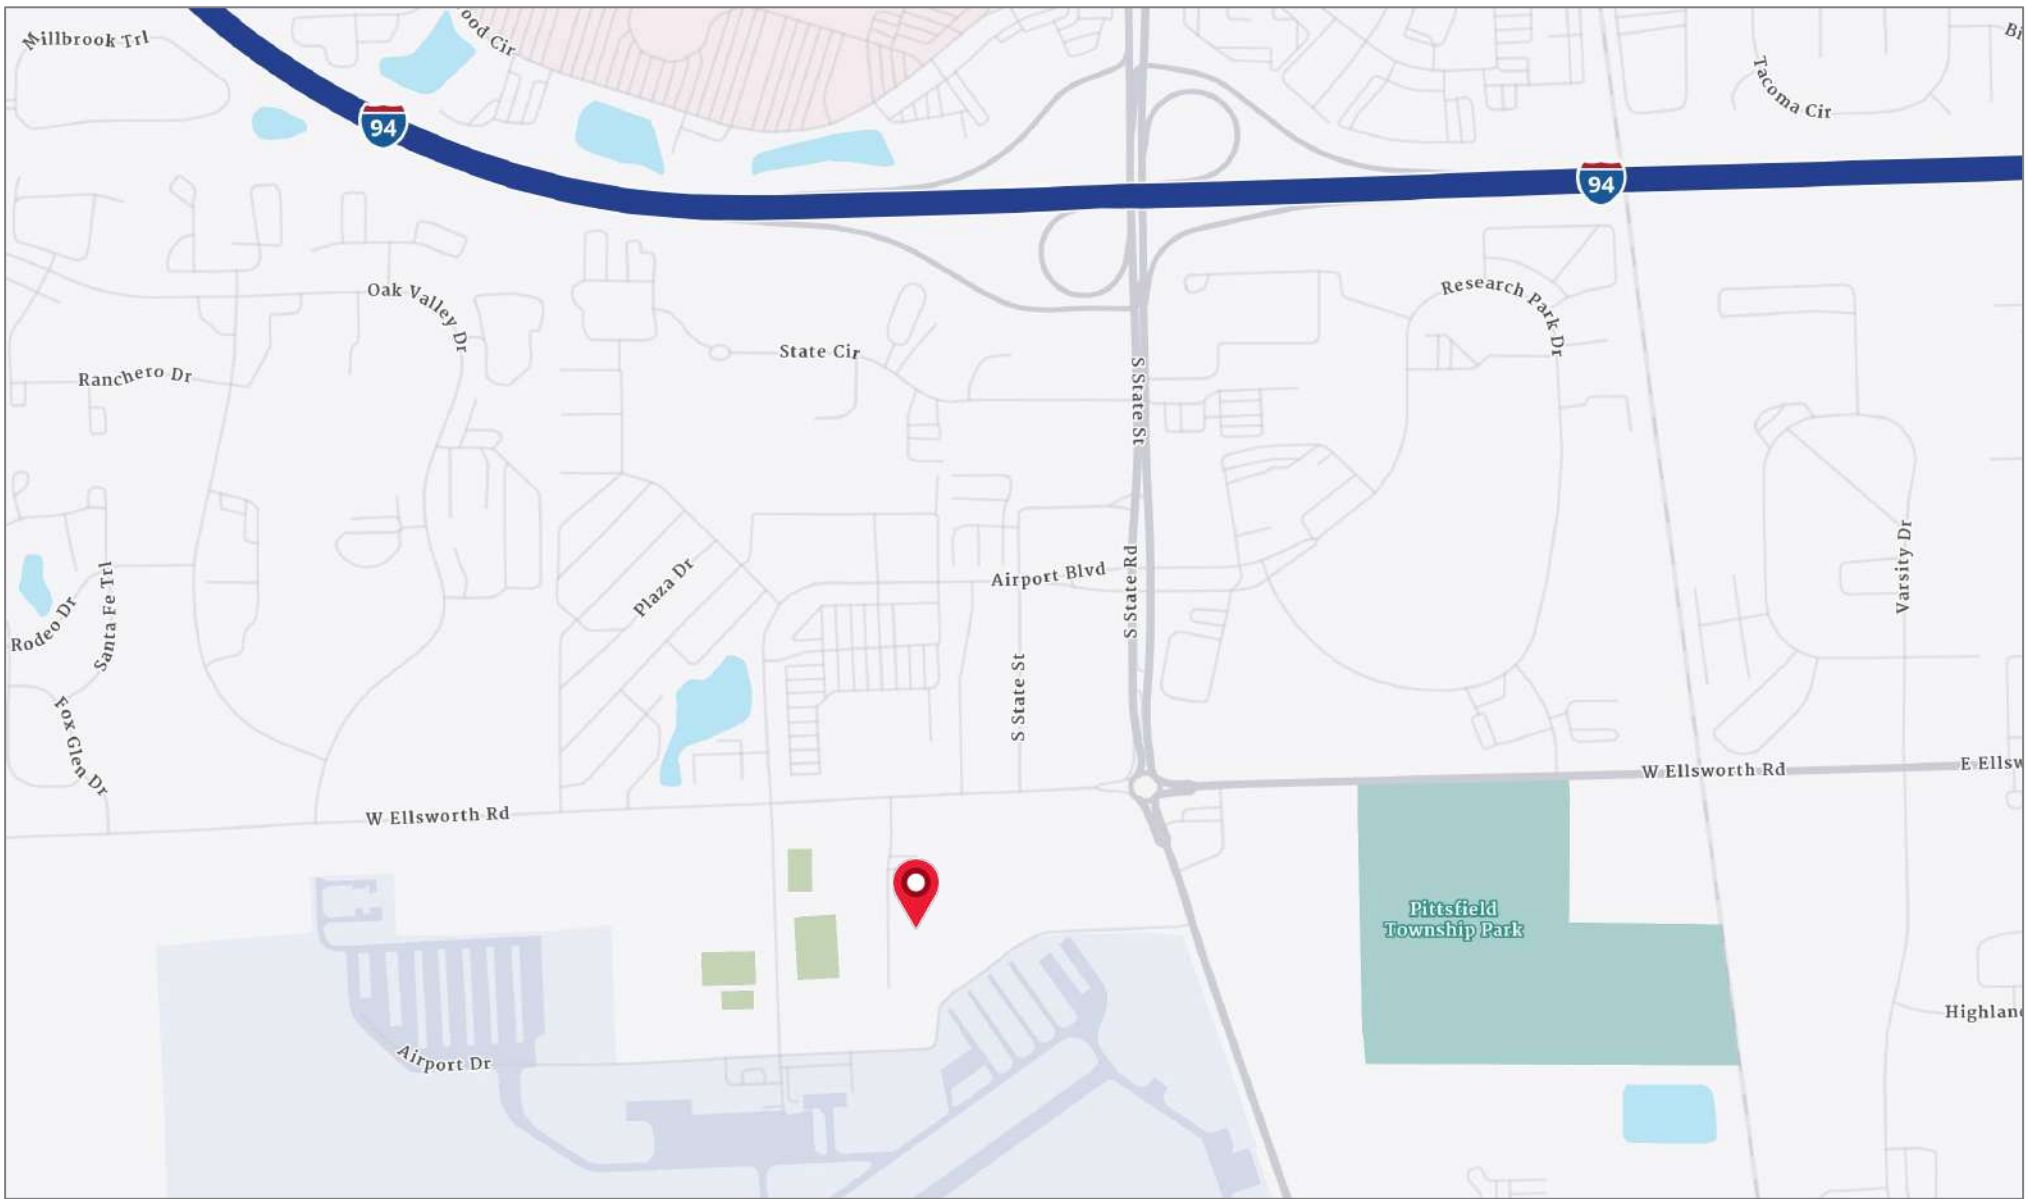 Millbrook Trl
ood Cir
Bi
Tacoma Cir
94
94
Oak Valley Dr
Research Park Dr
State Cir
Ranchero Dr
S State St
Airport Blvd
S State Rd
Plaza Dr
Varsity Dr
Santa Fe Trl
Rodeo Dr
S State St
Fox Glen Dr
W Ellsworth Rd
E Ellsw
W Ellsworth Rd
Pittsfield
Township Park
Highlan
Airport Dr